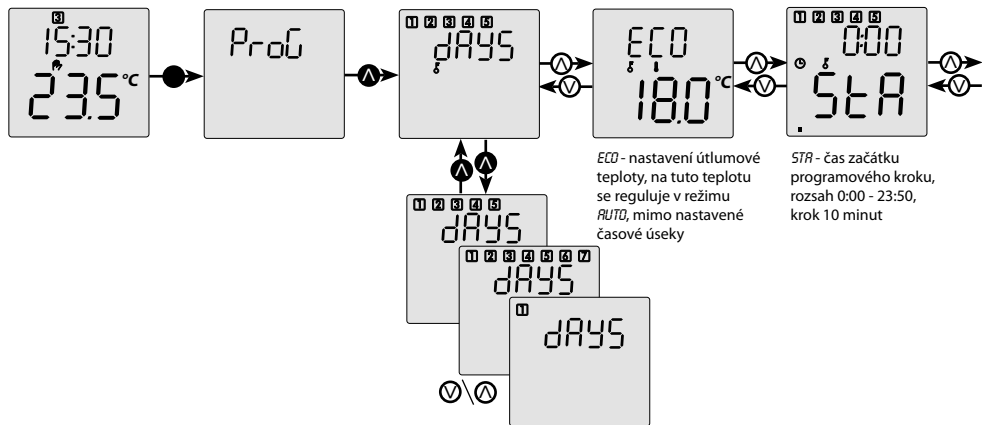 3
15:30
23.5 °C
ProG
1 2 3 4 5
dAYS
ECO
18.0 °C
1 2 3 4 5
0:00
StA
ECO - nastavení útlumové
teploty, na tuto teplotu
se reguluje v režimu
AUTO, mimo nastavené
časové úseky
STA - čas začátku
programového kroku,
rozsah 0:00 - 23:50,
krok 10 minut
1 2 3 4 5
dAYS
1 2 3 4 5 6 7
dAYS
1
dAYS